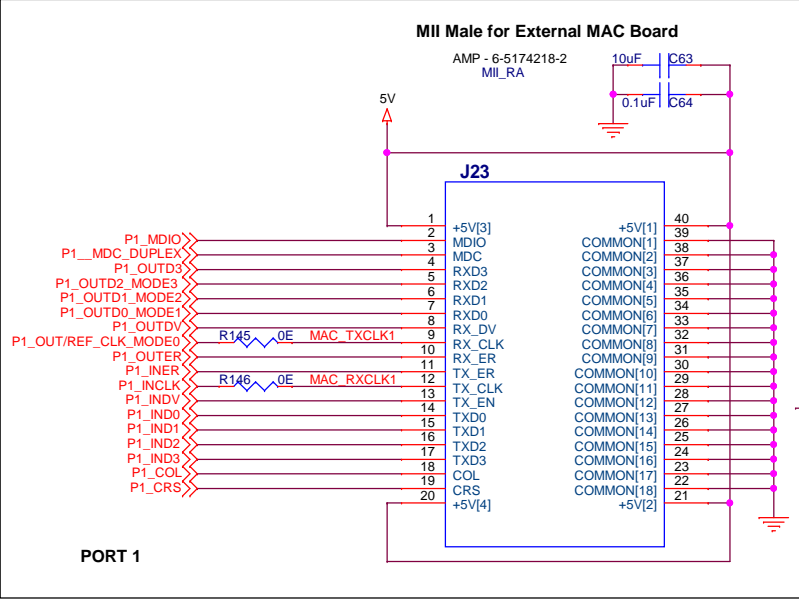 MII Male for External MAC Board
AMP - 6-5174218-2
MII_RA
10uF C63
0.1uF C64
5V
J23
1 +5V[3] +5V[1] 40
P1_MDIO 2 MDIO COMMON[1] 39
P1__MDC_DUPLEX 3 MDC COMMON[2] 38
P1_OUTD3 4 RXD3 COMMON[3] 37
P1_OUTD2_MODE3 5 RXD2 COMMON[4] 36
P1_OUTD1_MODE2 6 RXD1 COMMON[5] 35
P1_OUTD0_MODE1 7 RXD0 COMMON[6] 34
P1_OUTDV 8 RX_DV COMMON[7] 33
P1_OUT/REF_CLK_MODE0 R145 0E MAC_TXCLK1 9 RX_CLK COMMON[8] 32
P1_OUTER 10 RX_ER COMMON[9] 31
P1_INER 11 TX_ER COMMON[10] 30
P1_INCLK R146 0E MAC_RXCLK1 12 TX_CLK COMMON[11] 29
P1_INDV 13 TX_EN COMMON[12] 28
P1_IND0 14 TXD0 COMMON[13] 27
P1_IND1 15 TXD1 COMMON[14] 26
P1_IND2 16 TXD2 COMMON[15] 25
P1_IND3 17 TXD3 COMMON[16] 24
P1_COL 18 COL COMMON[17] 23
P1_CRS 19 CRS COMMON[18] 22
20 +5V[4] +5V[2] 21
PORT 1